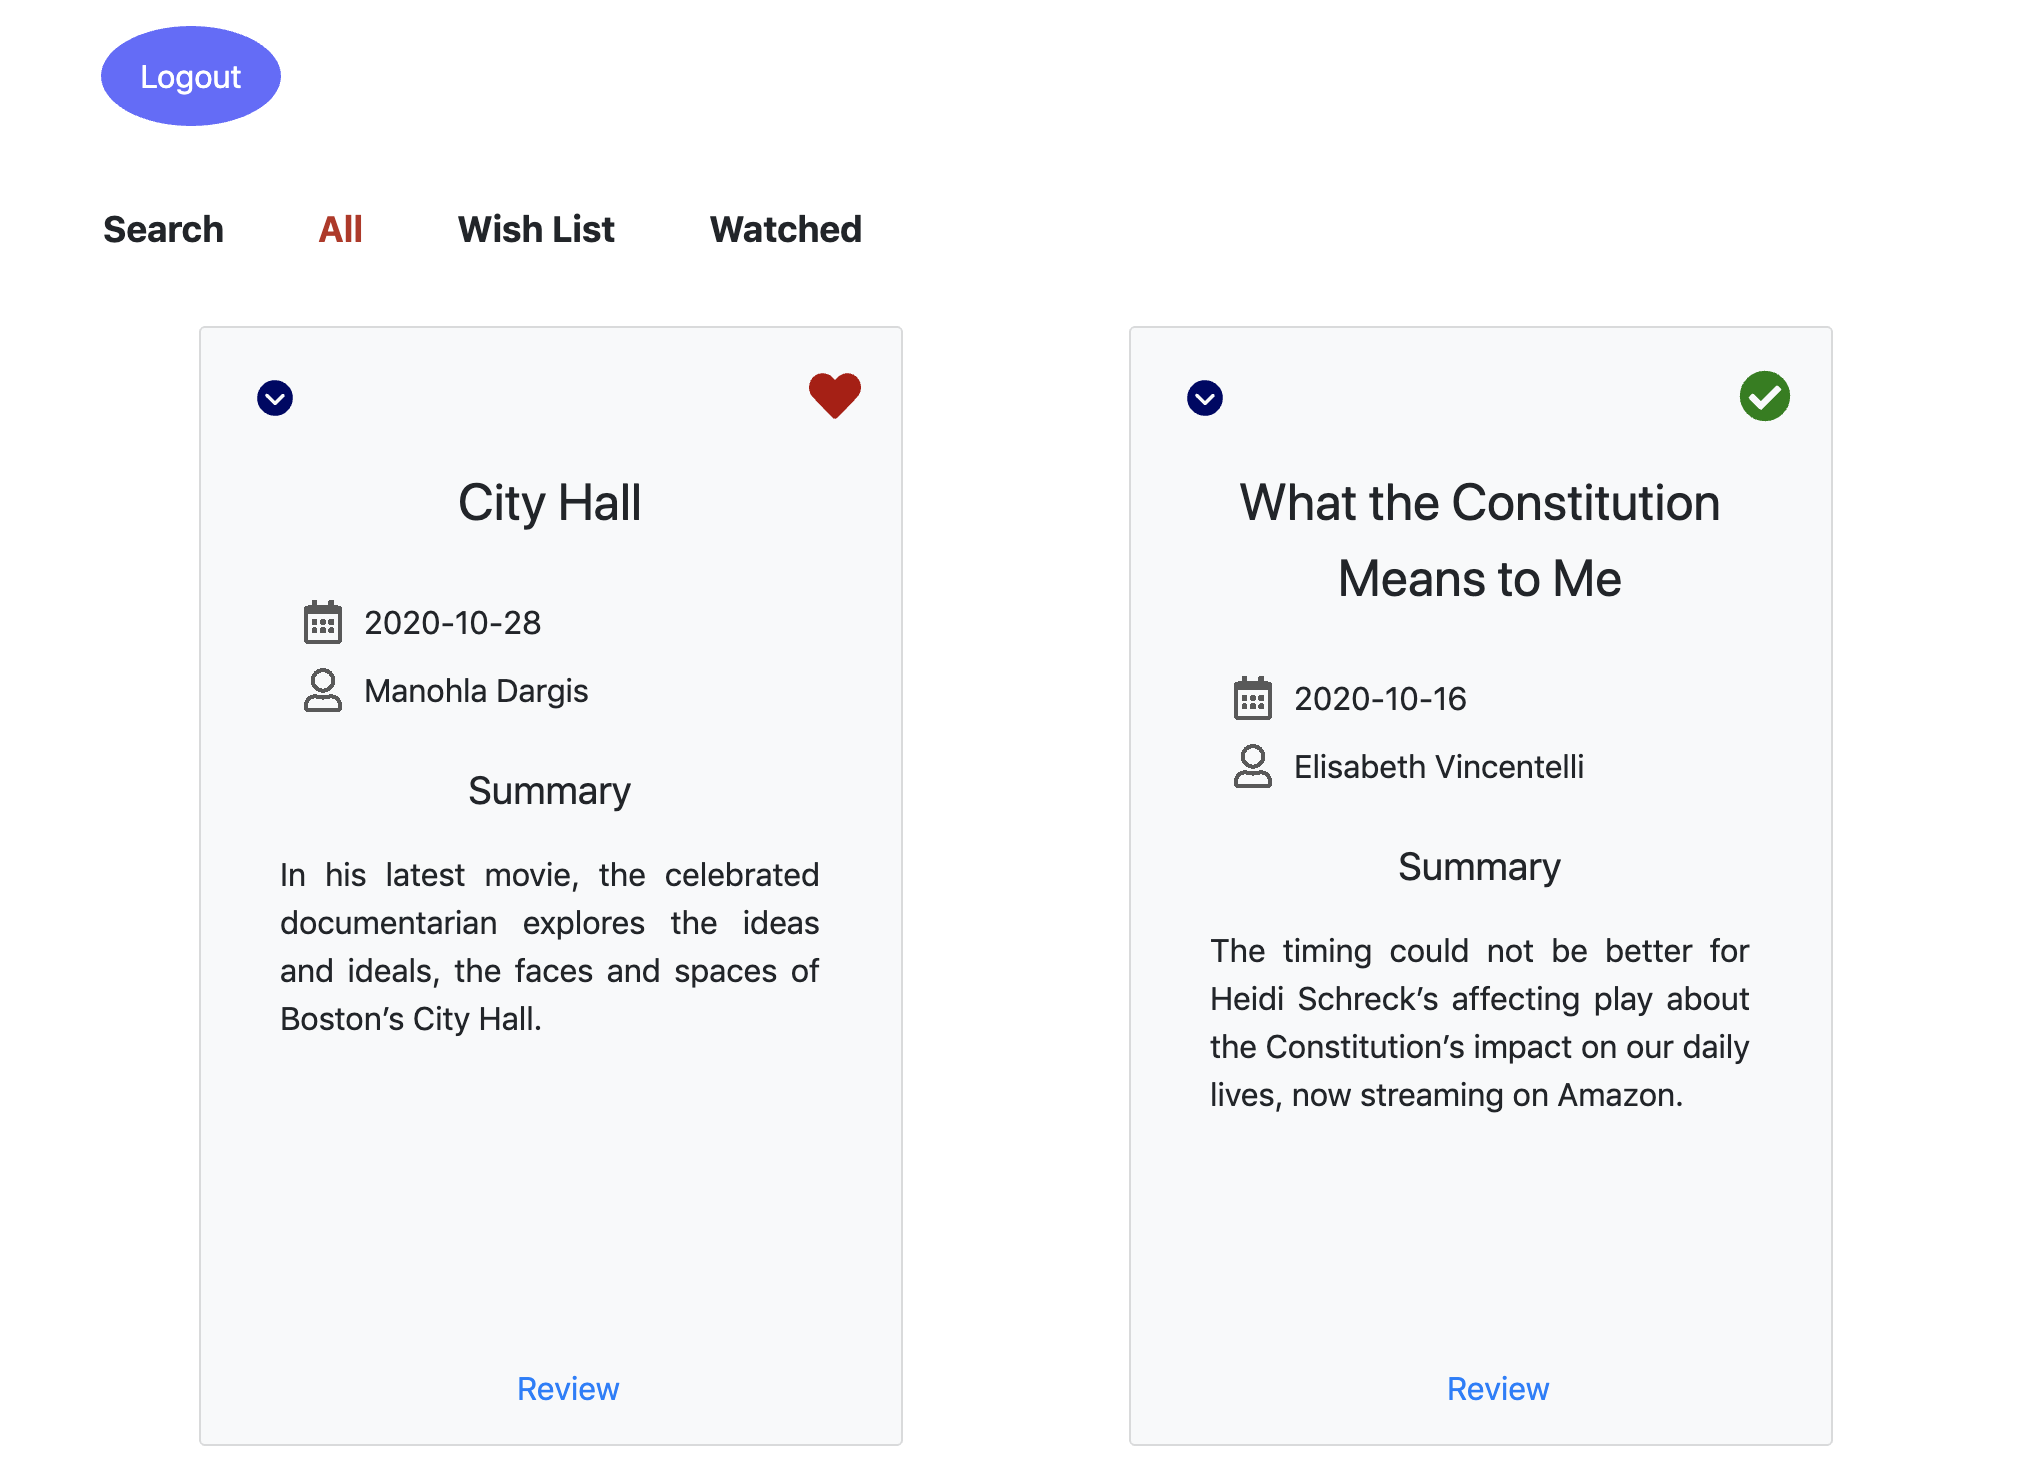 Logout
Search All Wish List Watched
City Hall
2020-10-28
Manohla Dargis
Summary
In his latest movie, the celebrated
documentarian explores the ideas
and ideals, the faces and spaces of
Boston’s City Hall.
Review
What the Constitution
Means to Me
2020-10-16
Elisabeth Vincentelli
Summary
The timing could not be better for
Heidi Schreck’s affecting play about
the Constitution’s impact on our daily
lives, now streaming on Amazon.
Review